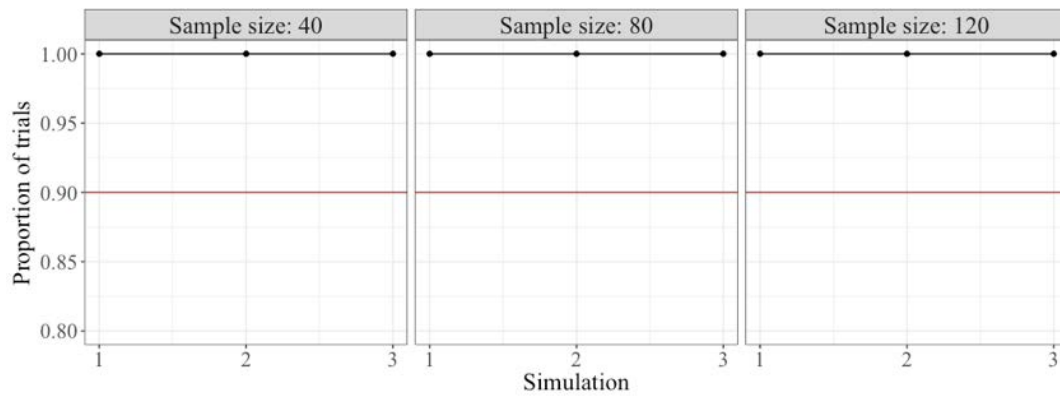 Sample size: 40
Sample size: 80
Sample size: 120
Proportion of trials
1.00
0.95
0.90
0.85
0.80
1 2 3
1 2 3
1 2 3
Simulation